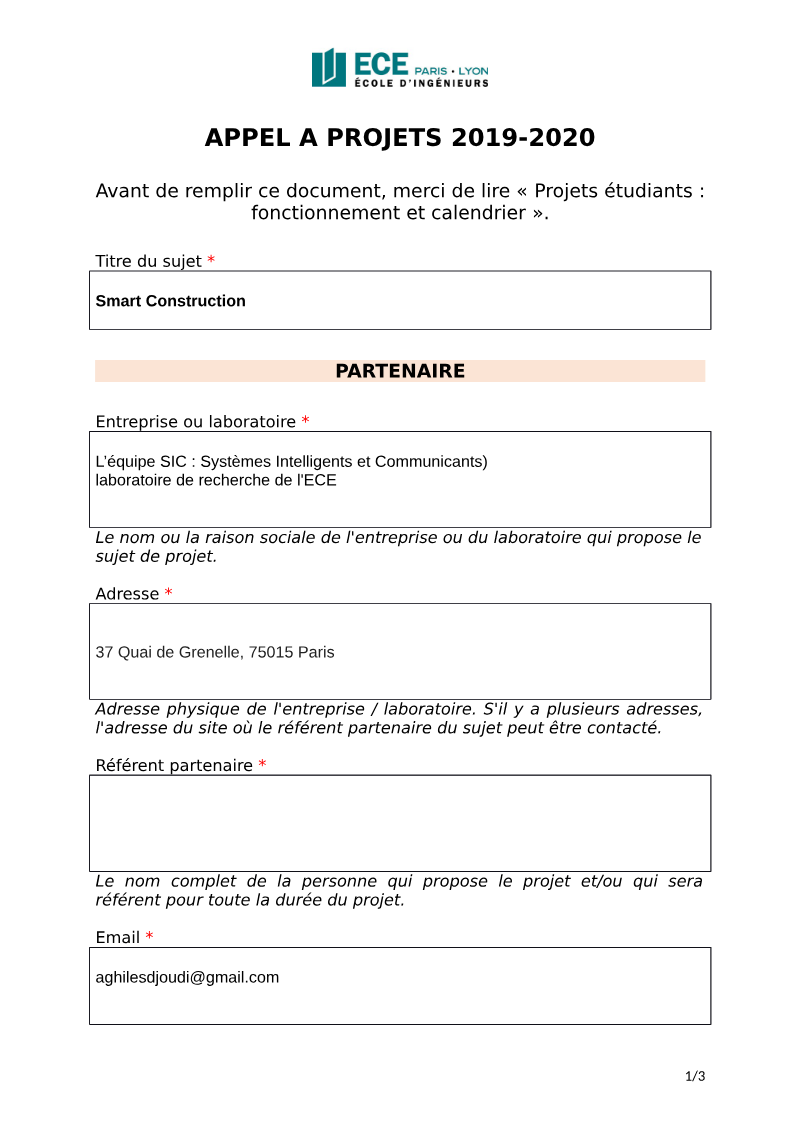 ECE PARIS • LYON
ÉCOLE D'INGÉNIEURS
APPEL A PROJETS 2019-2020
Avant de remplir ce document, merci de lire « Projets étudiants :
fonctionnement et calendrier ».
Titre du sujet *
Smart Construction
PARTENAIRE
Entreprise ou laboratoire *
L'équipe SIC : Systèmes Intelligents et Communicants)
laboratoire de recherche de l'ECE
Le nom ou la raison sociale de l'entreprise ou du laboratoire qui propose le
sujet de projet.
Adresse *
37 Quai de Grenelle, 75015 Paris
Adresse physique de l'entreprise / laboratoire. S'il y a plusieurs adresses,
l'adresse du site où le référent partenaire du sujet peut être contacté.
Référent partenaire *
Le nom complet de la personne qui propose le projet et/ou qui sera
référent pour toute la durée du projet.
Email *
aghilesdjoudi@gmail.com
1/3